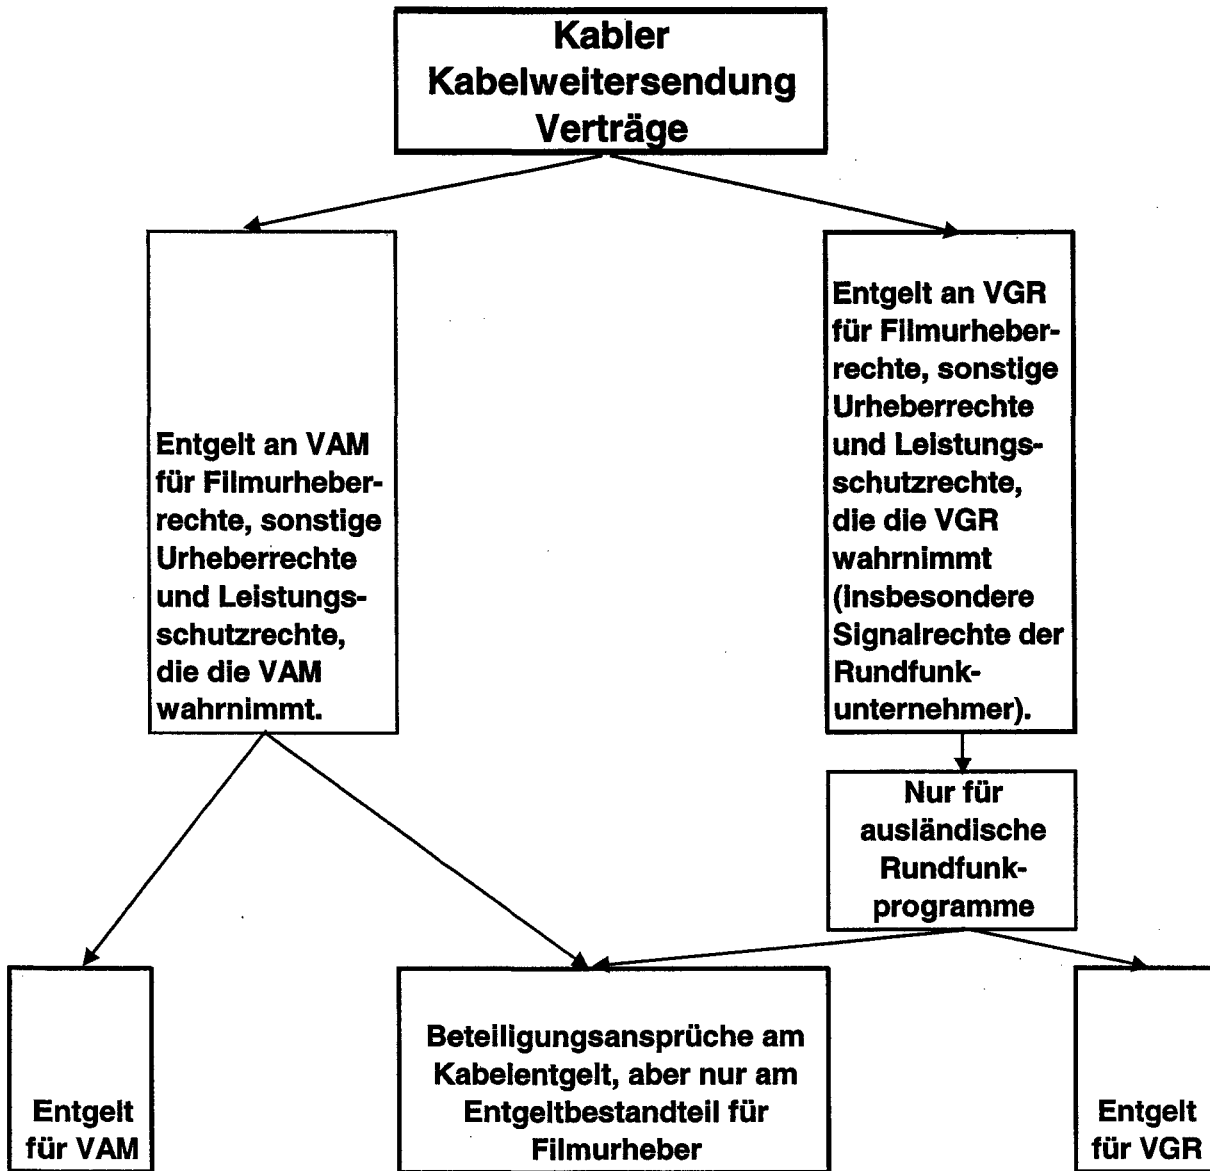 Kabler
Kabelweitersendung
Verträge
Entgelt an VAM
für Filmurheber-
rechte, sonstige
Urheberrechte
und Leistungs-
schutzrechte,
die die VAM
wahrnimmt.
Entgelt an VGR
für Filmurheber-
rechte, sonstige
Urheberrechte
und Leistungs-
schutzrechte,
die die VGR
wahrnimmt
(insbesondere
Signalrechte der
Rundfunk-
unternehmer).
Nur für
ausländische
Rundfunk-
programme
Entgelt
für VAM
Beteiligungsansprüche am
Kabelentgelt, aber nur am
Entgeltbestandteil für
Filmurheber
Entgelt
für VGR